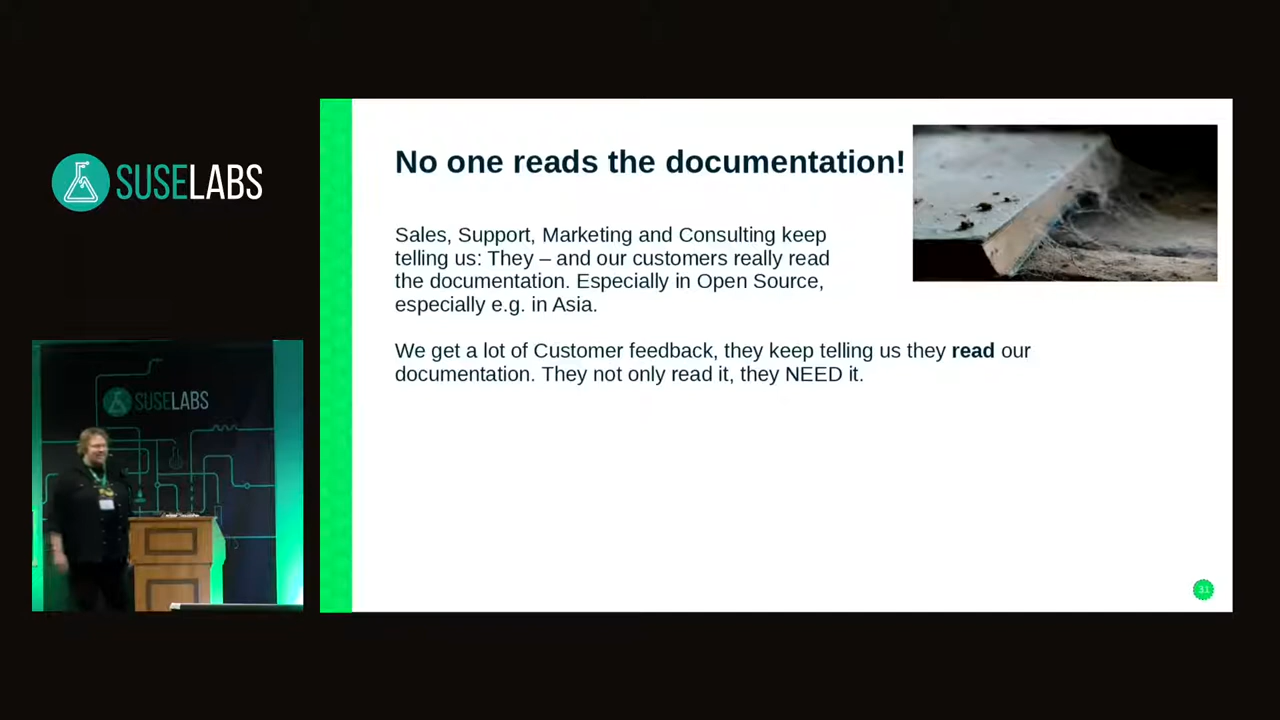 SUSELABS
No one reads the documentation!
Sales, Support, Marketing and Consulting keep
telling us: They – and our customers really read
the documentation. Especially in Open Source,
especially e.g. in Asia.
We get a lot of Customer feedback, they keep telling us they read our
documentation. They not only read it, they NEED it.
SUSELABS
31